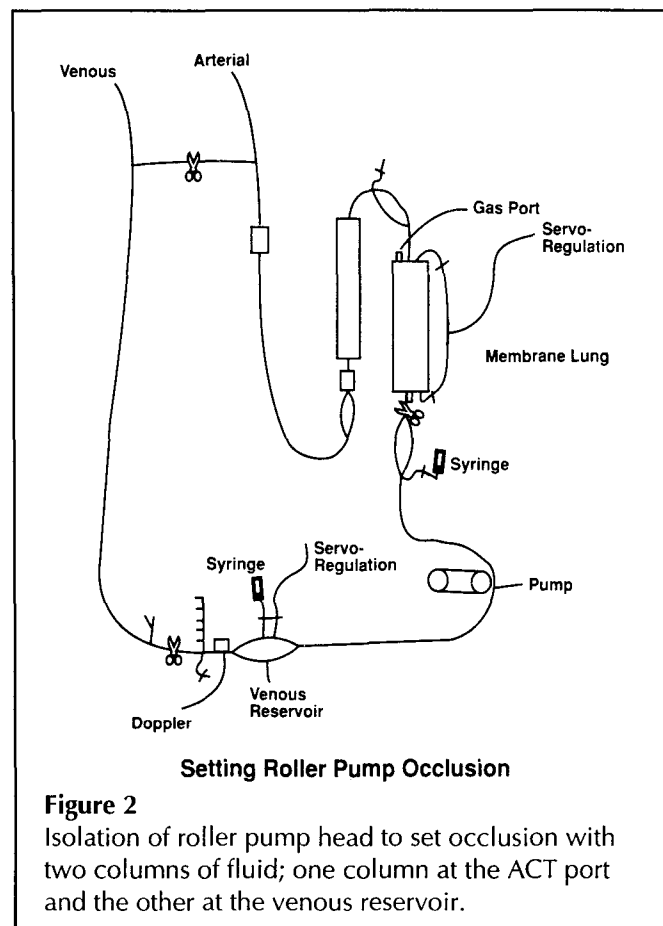 Venous
Arterial
Gas Port
Servo-
Regulation
Membrane Lung
Syringe
Syringe
Servo-
Regulation
Pump
Venous
Reservoir
Doppler
Setting Roller Pump Occlusion
Figure 2
Isolation of roller pump head to set occlusion with
two columns of fluid; one column at the ACT port
and the other at the venous reservoir.